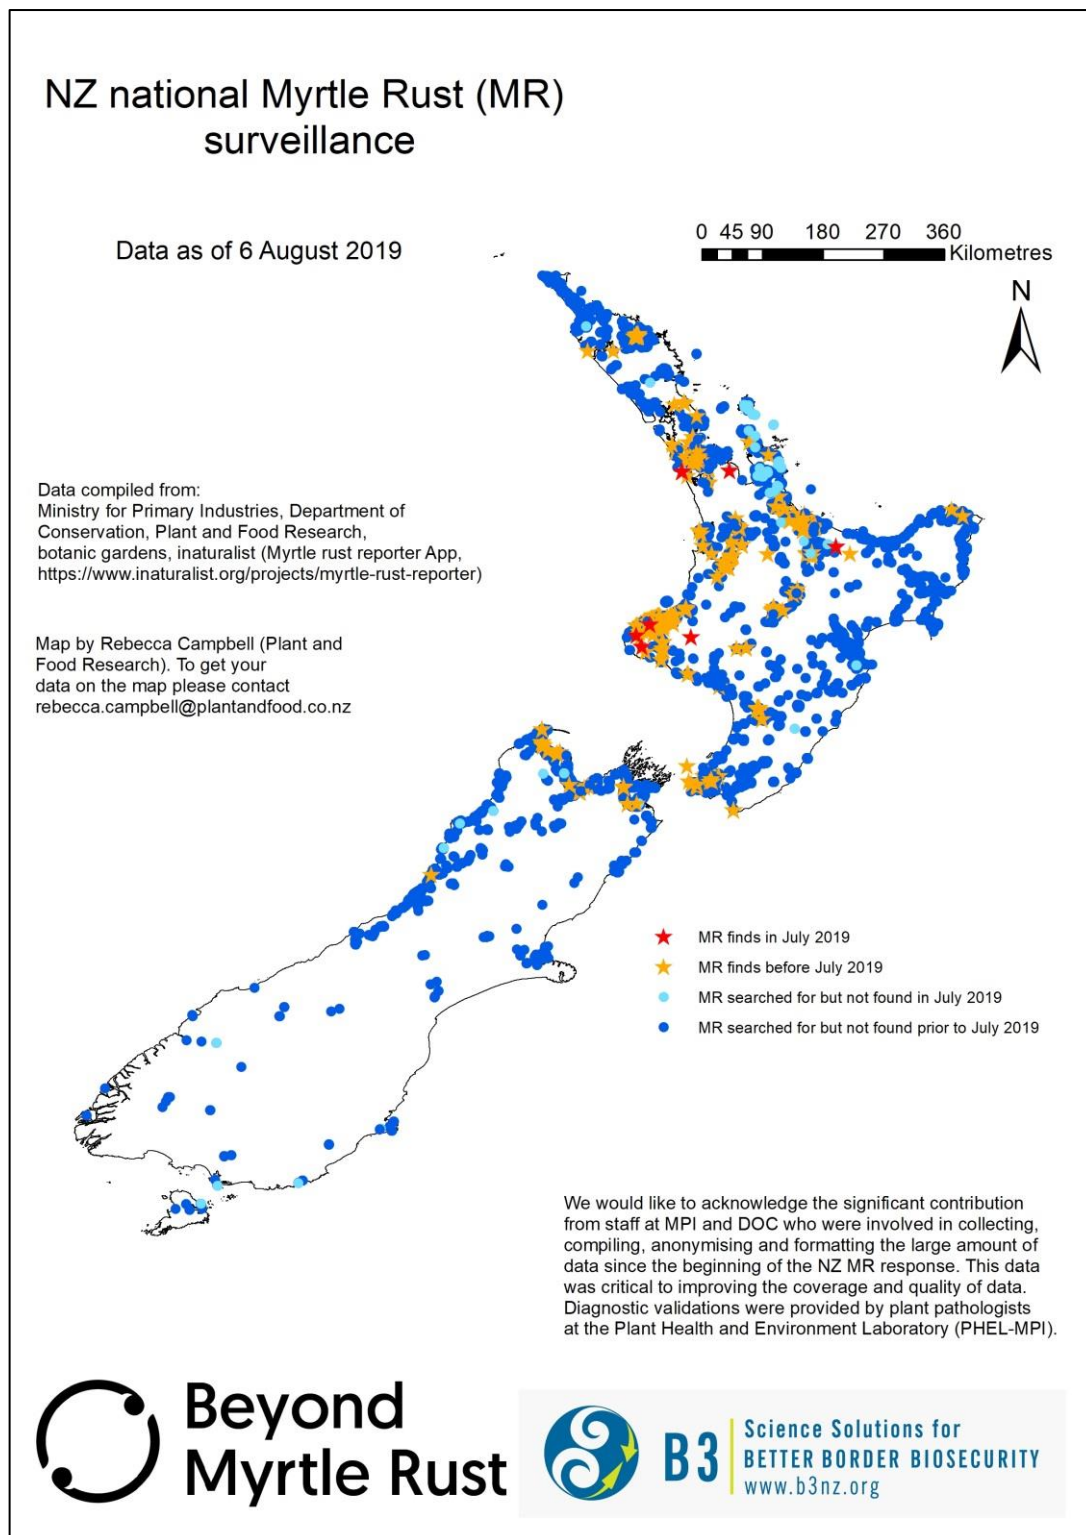 NZ national Myrtle Rust (MR)
surveillance
Data as of 6 August 2019
0 45 90 180 270 360
Kilometres
N
Data compiled from:
Ministry for Primary Industries, Department of
Conservation, Plant and Food Research,
botanic gardens, inaturalist (Myrtle rust reporter App,
https://www.inaturalist.org/projects/myrtle-rust-reporter)
Map by Rebecca Campbell (Plant and
Food Research). To get your
data on the map please contact
rebecca.campbell@plantandfood.co.nz
MR finds in July 2019
MR finds before July 2019
MR searched for but not found in July 2019
MR searched for but not found prior to July 2019
We would like to acknowledge the significant contribution
from staff at MPI and DOC who were involved in collecting,
compiling, anonymising and formatting the large amount of
data since the beginning of the NZ MR response. This data
was critical to improving the coverage and quality of data.
Diagnostic validations were provided by plant pathologists
at the Plant Health and Environment Laboratory (PHEL-MPI).
Beyond
Myrtle Rust
B3
Science Solutions for
BETTER BORDER BIOSECURITY
www.b3nz.org